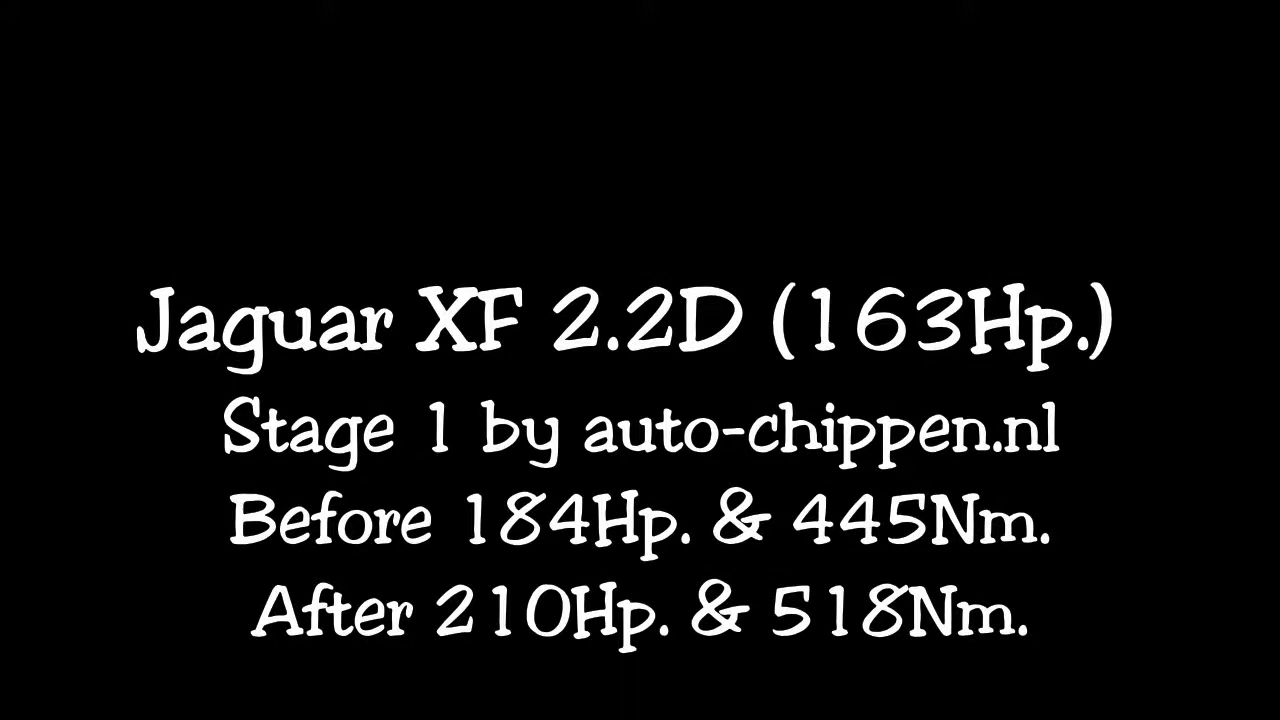 Jaguar XF 2.2D (163Hp.)
Stage 1 by auto-chippen.nl
Before 184Hp. & 445Nm.
After 210Hp. & 518Nm.